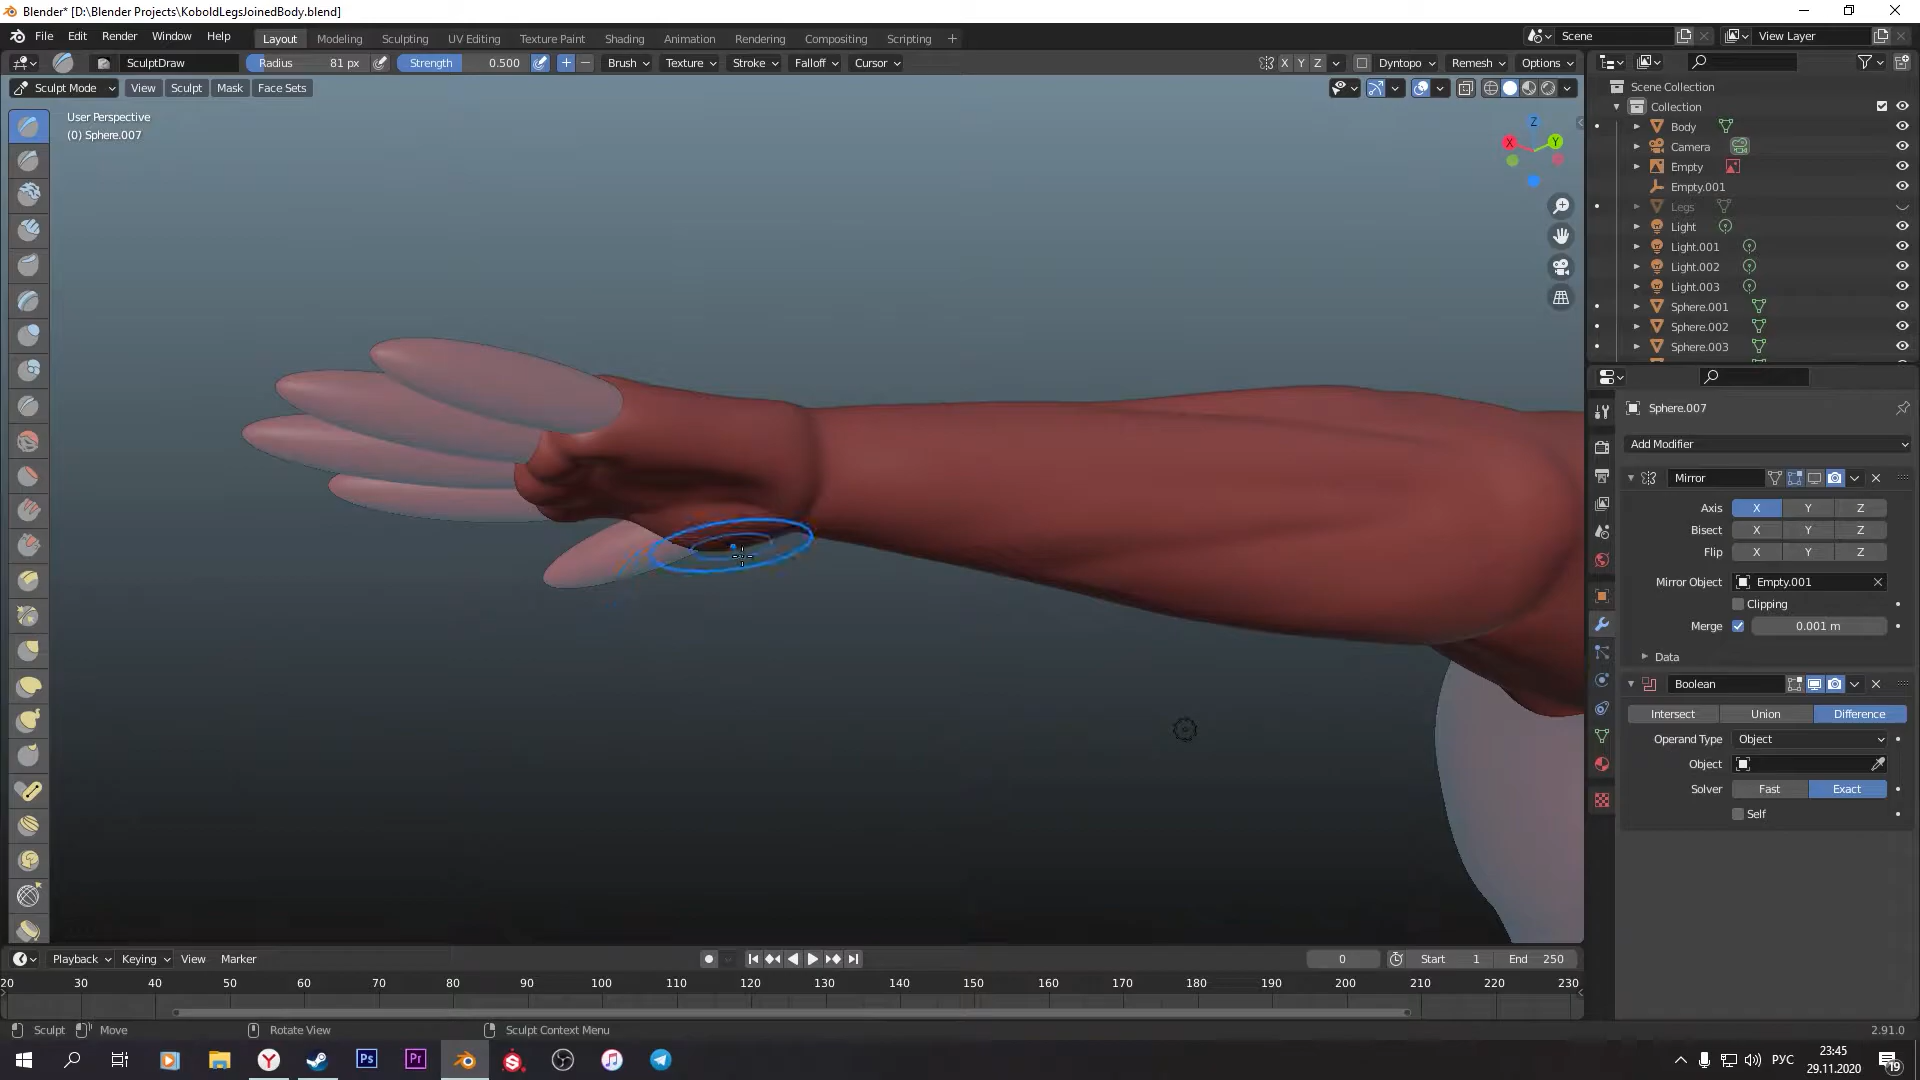 Blender* [D:\Blender Projects\KoboldLegsJoinedBody.blend]
File Edit Render Window Help
Layout Modeling Sculpting UV Editing Texture Paint Shading Animation Rendering Compositing Scripting +
Scene
View Layer
SculptDraw
Radius 81 px
Strength 0.500
Brush Texture Stroke Falloff Cursor
X Y Z
Dyntopo Remesh Options
Sculpt Mode View Sculpt Mask Face Sets
User Perspective
(0) Sphere.007
Z
X
Y
Scene Collection
Collection
Body
Camera
Empty
Empty.001
Legs
Light
Light.001
Light.002
Light.003
Sphere.001
Sphere.002
Sphere.003
Sphere.007
Add Modifier
Mirror
Axis X Y Z
Bisect X Y Z
Flip X Y Z
Mirror Object Empty.001
Clipping
Merge 0.001 m
Data
Boolean
Intersect Union Difference
Operand Type Object
Object
Solver Fast Exact
Self
Playback Keying View Marker
0
Start 1
End 250
20 30 40 50 60 70 80 90 100 110 120 130 140 150 160 170 180 190 200 210 220 230
Sculpt Move Rotate View Sculpt Context Menu
2.91.0
Ps
Pr
РУС
23:45
29.11.2020
19